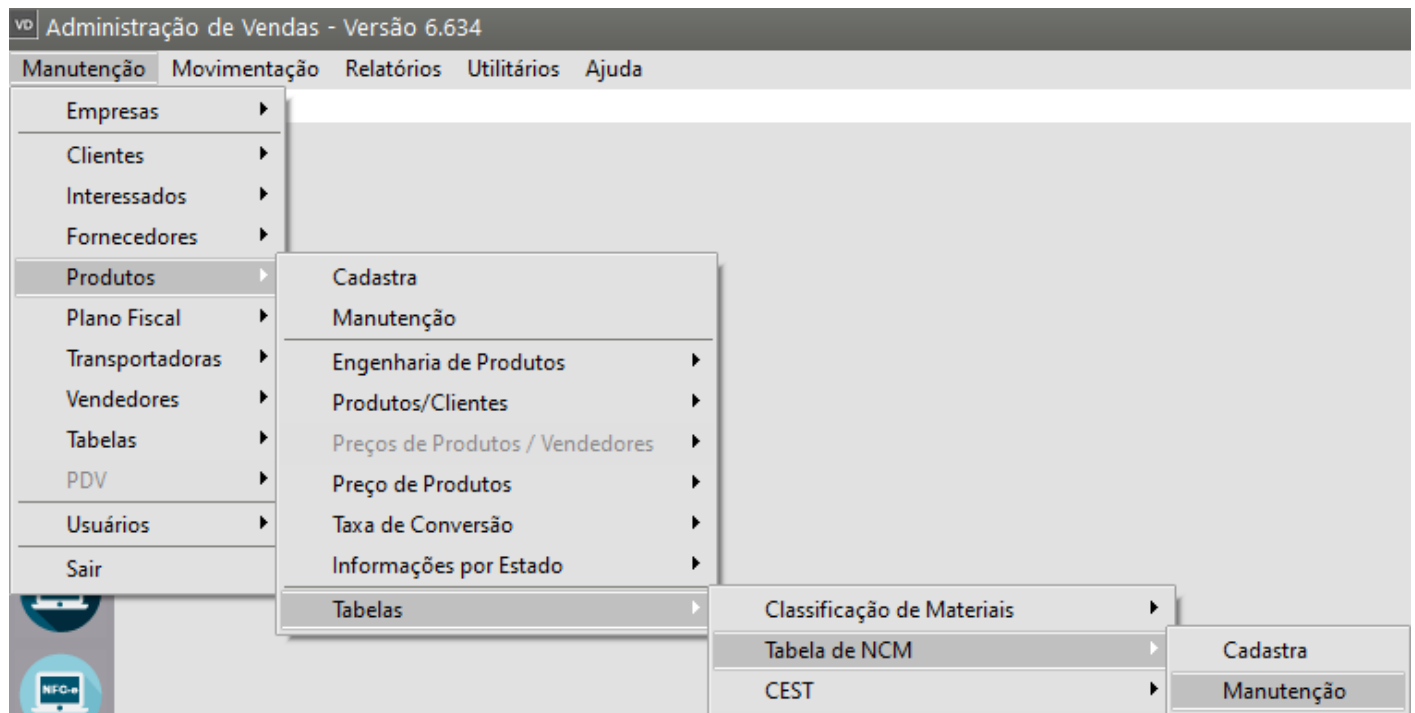 VD Administração de Vendas - Versão 6.634
Manutenção Movimentação Relatórios Utilitários Ajuda
Empresas
Clientes
Interessados
Fornecedores
Produtos
Plano Fiscal
Transportadoras
Vendedores
Tabelas
PDV
Usuários
Sair
Cadastra
Manutenção
Engenharia de Produtos
Produtos/Clientes
Preços de Produtos / Vendedores
Preço de Produtos
Taxa de Conversão
Informações por Estado
Tabelas
Classificação de Materiais
Tabela de NCM
CEST
Cadastra
Manutenção
NFC-e